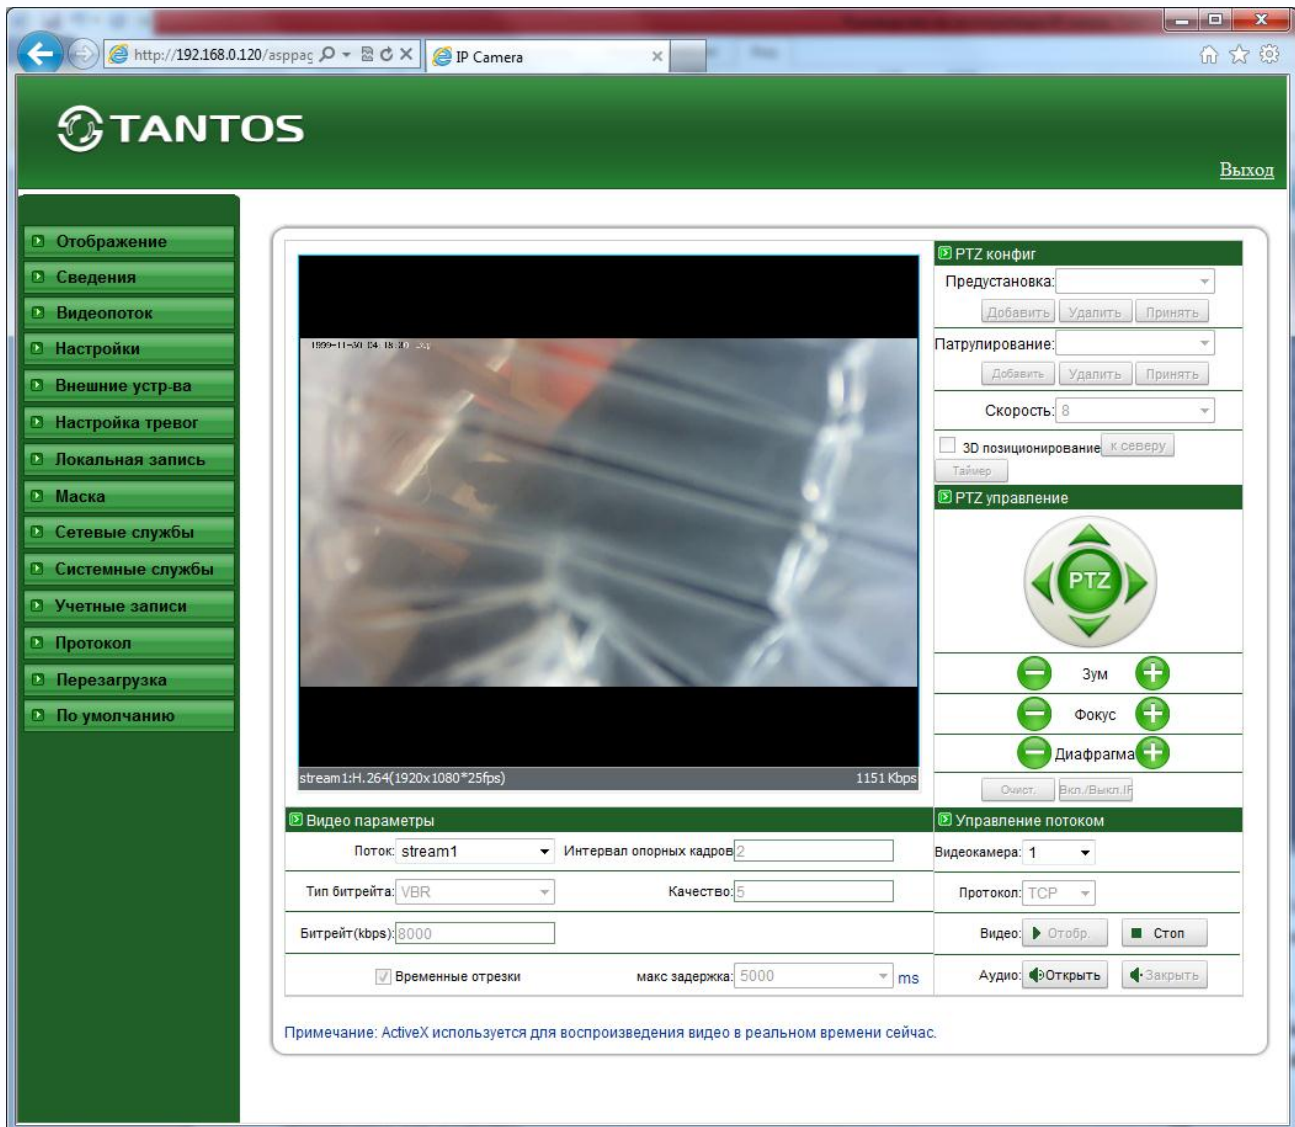 http://192.168.0.120/asppag
IP Camera
TANTOS
Выход
Отображение
Сведения
Видеопоток
Настройки
Внешние устр-ва
Настройка тревог
Локальная запись
Маска
Сетевые службы
Системные службы
Учетные записи
Протокол
Перезагрузка
По умолчанию
stream1:H.264(1920x1080*25fps) 1151 Kbps
Видео параметры
Поток: stream1 Интервал опорных кадров 2
Тип битрейта: VBR Качество: 5
Битрейт(kbps): 8000
Временные отрезки макс задержка: 5000 ms
PTZ конфиг
Предустановка:
Добавить Удалить Принять
Патрулирование:
Добавить Удалить Принять
Скорость: 8
3D позиционирование к северу
Таймер
PTZ управление
PTZ
Зум
Фокус
Диафрагма
Очист. Вкл./Выкл.IF
Управление потоком
Видеокамера: 1
Протокол: TCP
Видео: Отобр. Стоп
Аудио: Открыть Закрыть
Примечание: ActiveX используется для воспроизведения видео в реальном времени сейчас.